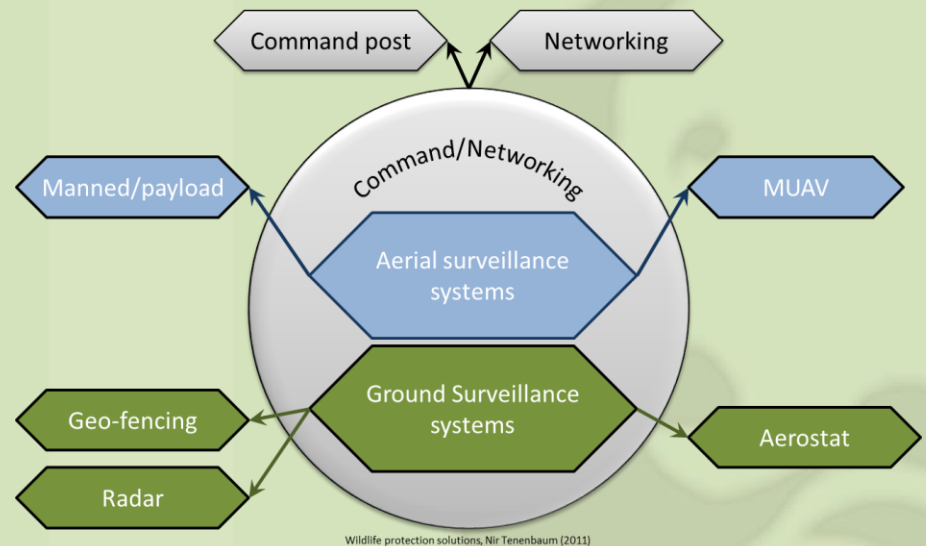 Command post
Networking
Command/Networking
Manned/payload
MUAV
Aerial surveillance
systems
Ground Surveillance
systems
Geo-fencing
Aerostat
Radar
Wildlife protection solutions, Nir Tenenbaum (2011)